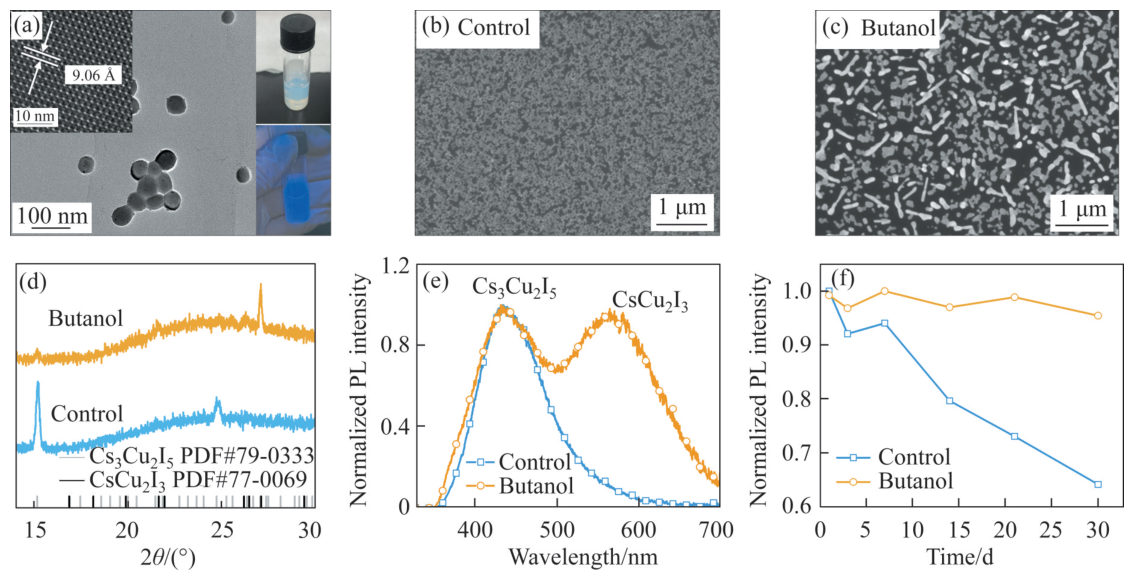 (a)
9.06 Å
10 nm
100 nm
(b) Control
1 μm
(c) Butanol
1 μm
(d)
Butanol
Control
Cs3Cu2I5 PDF#79-0333
CsCu2I3 PDF#77-0069
15 20 25 30
2θ/(°)
(e)
Cs3Cu2I5
CsCu2I3
Normalized PL intensity
1.2
0.8
0.4
0
Control
Butanol
400 500 600 700
Wavelength/nm
(f)
Normalized PL intensity
1.0
0.9
0.8
0.7
0.6
Control
Butanol
0 5 10 15 20 25 30
Time/d